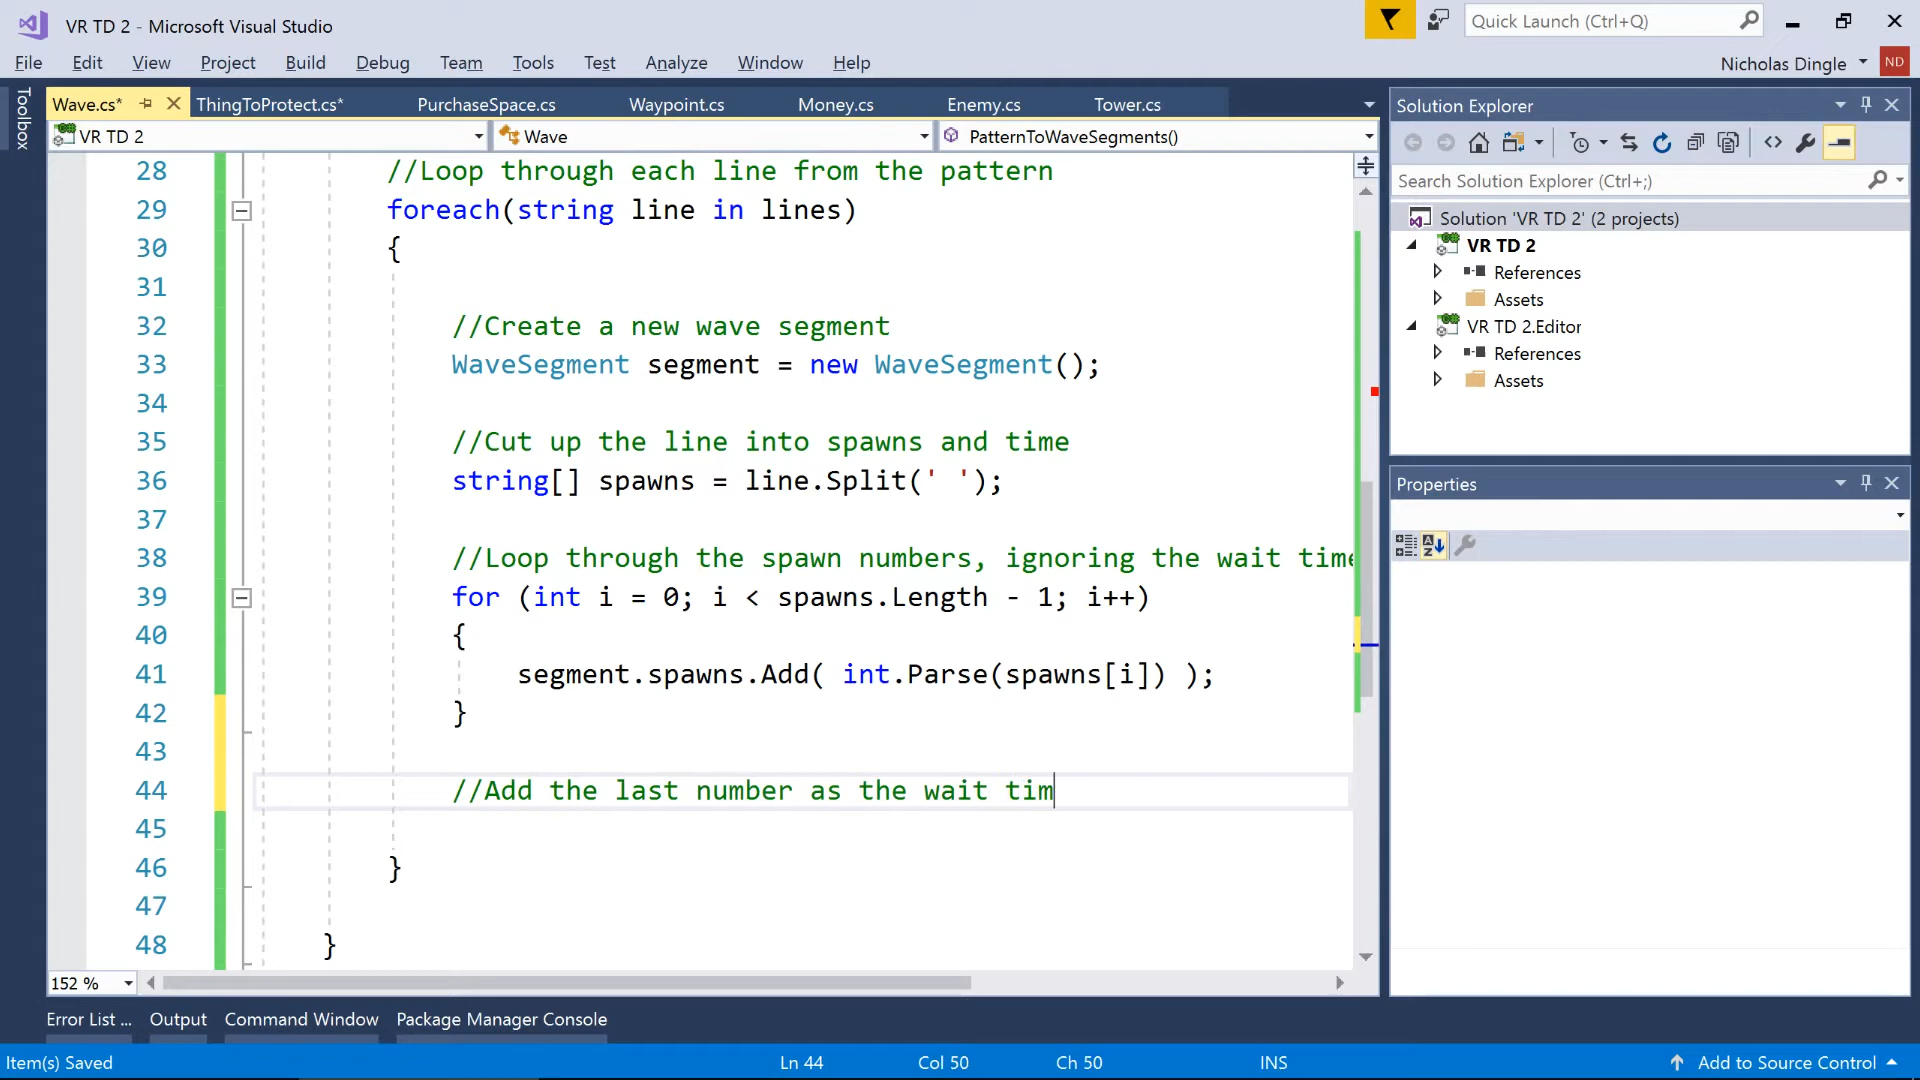 VR TD 2 - Microsoft Visual Studio
Quick Launch (Ctrl+Q)
File Edit View Project Build Debug Team Tools Test Analyze Window Help
Nicholas Dingle ND
Toolbox
Wave.cs* ThingToProtect.cs* PurchaseSpace.cs Waypoint.cs Money.cs Enemy.cs Tower.cs
VR TD 2 Wave PatternToWaveSegments()
28 //Loop through each line from the pattern
29 foreach(string line in lines)
30 {
31
32 //Create a new wave segment
33 WaveSegment segment = new WaveSegment();
34
35 //Cut up the line into spawns and time
36 string[] spawns = line.Split(' ');
37
38 //Loop through the spawn numbers, ignoring the wait time
39 for (int i = 0; i < spawns.Length - 1; i++)
40 {
41 segment.spawns.Add( int.Parse(spawns[i]) );
42 }
43
44 //Add the last number as the wait tim
45
46 }
47
48 }
152 %
Solution Explorer
Search Solution Explorer (Ctrl+;)
Solution 'VR TD 2' (2 projects)
VR TD 2
References
Assets
VR TD 2.Editor
References
Assets
Properties
Error List ... Output Command Window Package Manager Console
Item(s) Saved Ln 44 Col 50 Ch 50 INS Add to Source Control